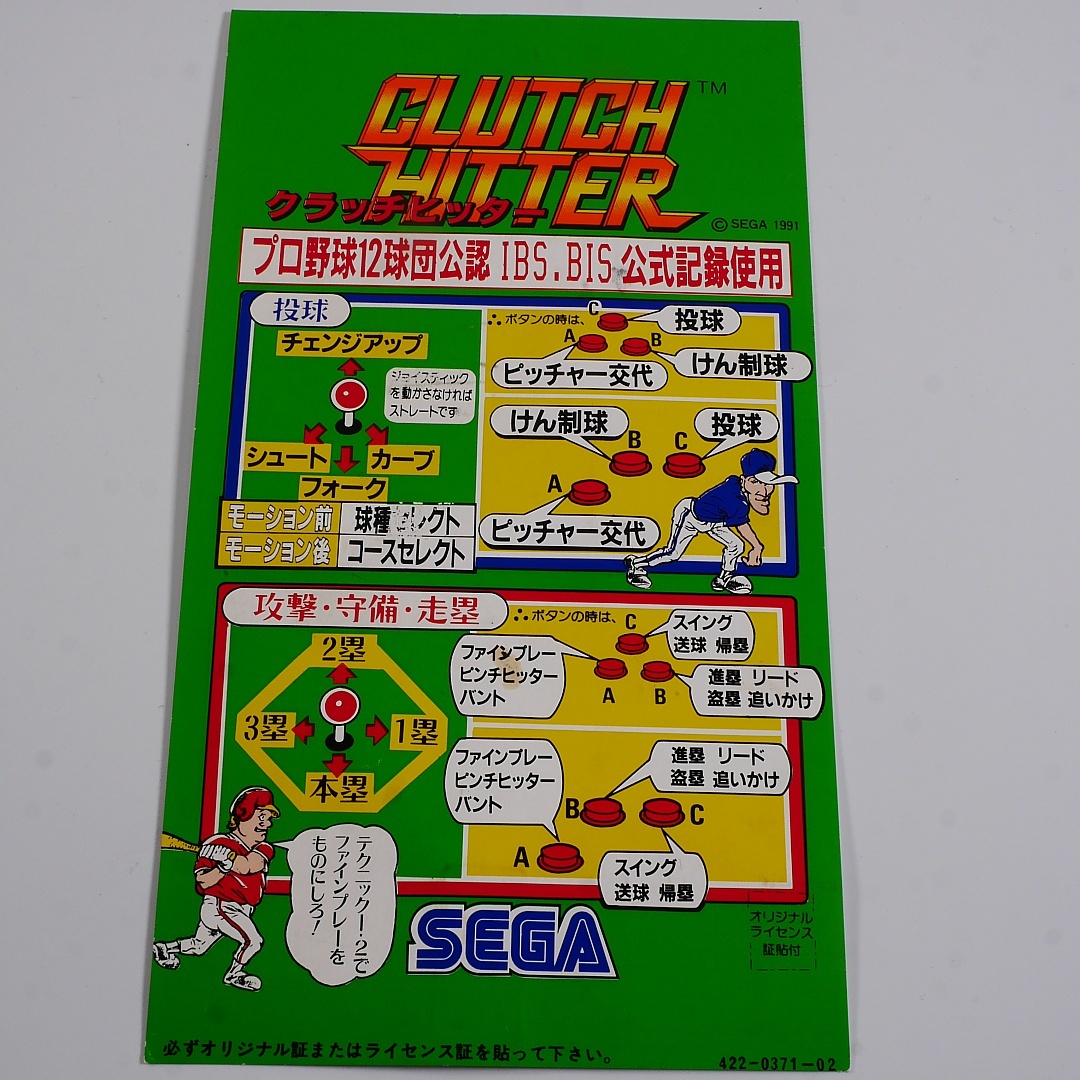 CLUTCH TM
HITTER
クラッチヒッター
© SEGA 1991
プロ野球12球団公認 IBS.BIS 公式記録使用
投球
チェンジアップ
ジョイスティック
を動かさなければ
ストレートです
シュート
カーブ
フォーク
モーション前 球種セレクト
モーション後 コースセレクト
∴ボタンの時は、
C
投球
A
B
ピッチャー交代
けん制球
けん制球
投球
B
C
A
ピッチャー交代
攻撃・守備・走塁
2塁
3塁
1塁
本塁
∴ボタンの時は、
C
スイング
送球 帰塁
ファインプレー
ピンチヒッター
バント
A
B
進塁 リード
盗塁 追いかけ
ファインプレー
ピンチヒッター
バント
進塁 リード
盗塁 追いかけ
B
C
A
スイング
送球 帰塁
テクニック1・2で
ファインプレーを
ものにしろ!
SEGA
オリジナル
ライセンス
証貼付
必ずオリジナル証またはライセンス証を貼って下さい。
422-0371-02